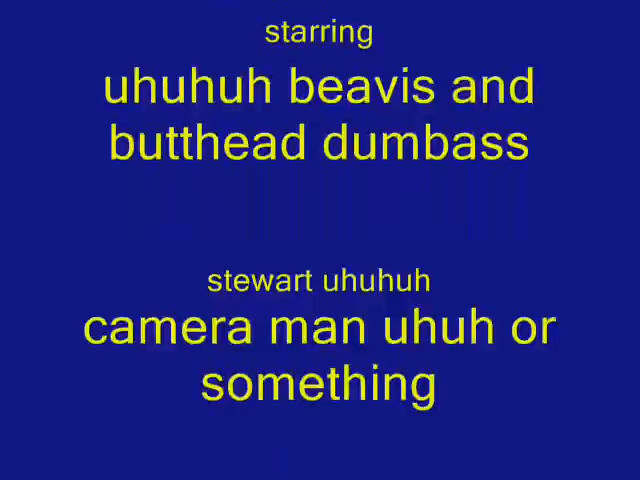 starring
uhuhuh beavis and
butthead dumbass
stewart uhuhuh
camera man uhuh or
something